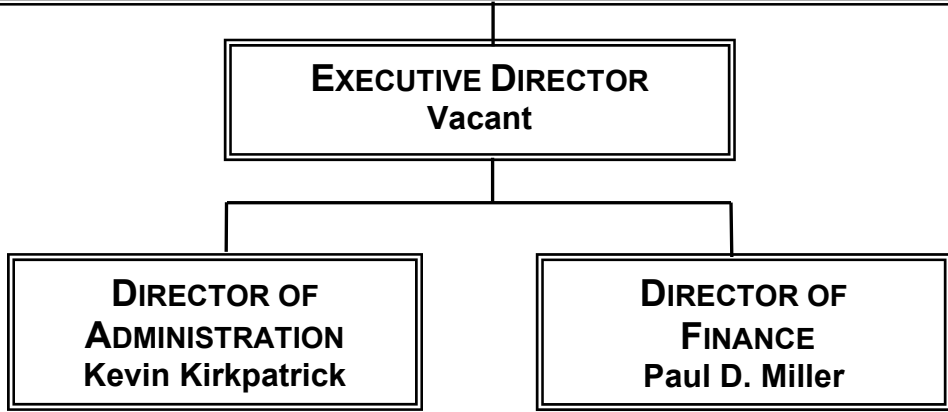 EXECUTIVE DIRECTOR
Vacant
DIRECTOR OF
ADMINISTRATION
Kevin Kirkpatrick
DIRECTOR OF
FINANCE
Paul D. Miller